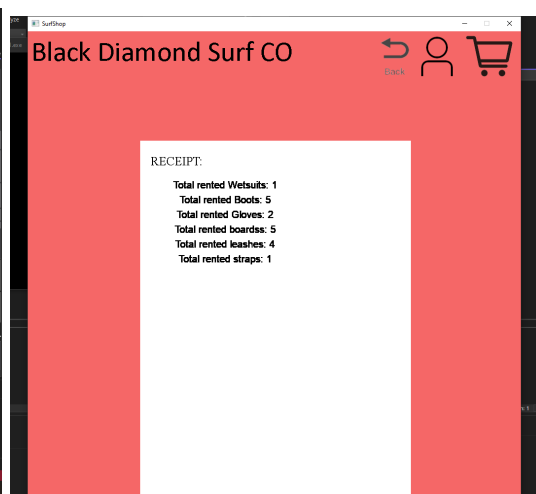 SurfShop
Black Diamond Surf CO
Back
RECEIPT:
Total rented Wetsuits: 1
Total rented Boots: 5
Total rented Gloves: 2
Total rented boardss: 5
Total rented leashes: 4
Total rented straps: 1